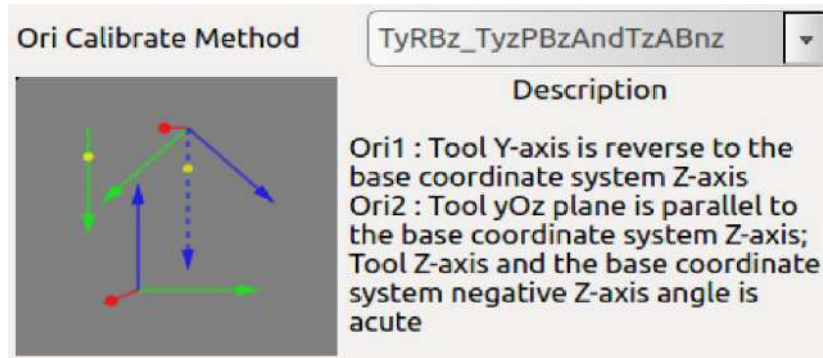 Ori Calibrate Method
TyRBz_TyzPBzAndTzABnz
Description
Ori1 : Tool Y-axis is reverse to the
base coordinate system Z-axis
Ori2 : Tool yOz plane is parallel to
the base coordinate system Z-axis;
Tool Z-axis and the base coordinate
system negative Z-axis angle is
acute